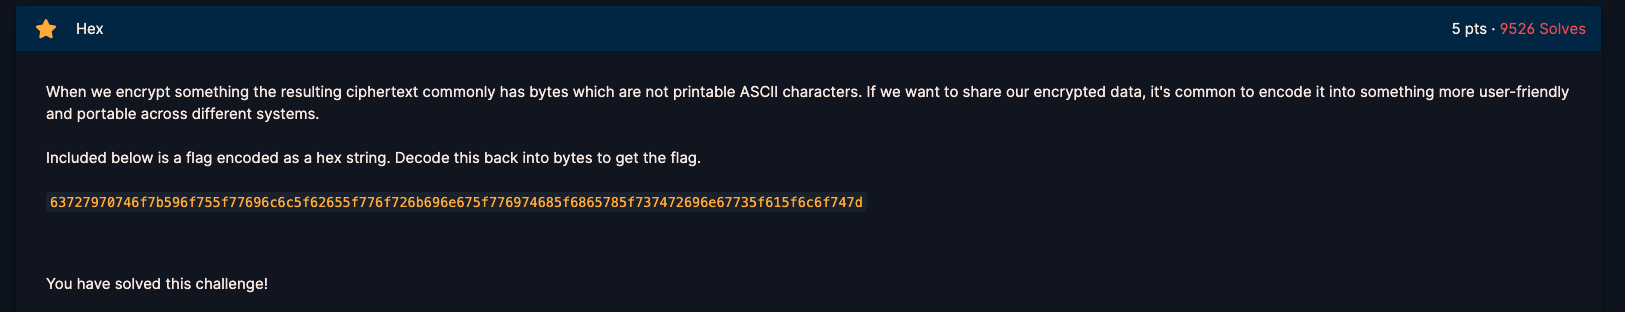 Hex
5 pts · 9526 Solves
When we encrypt something the resulting ciphertext commonly has bytes which are not printable ASCII characters. If we want to share our encrypted data, it's common to encode it into something more user-friendly
and portable across different systems.
Included below is a flag encoded as a hex string. Decode this back into bytes to get the flag.
63727970746f7b596f755f77696c6c5f62655f776f726b696e675f776974685f6865785f737472696e67735f615f6c6f747d
You have solved this challenge!